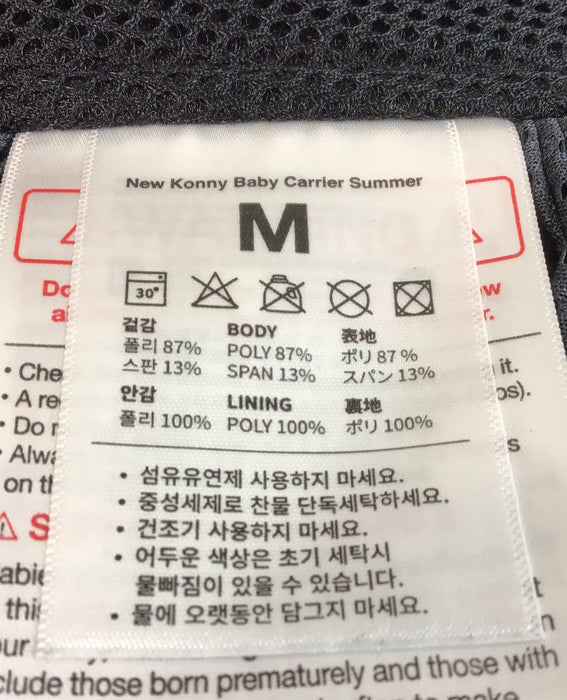 New Konny Baby Carrier Summer
M
30°
겉감 BODY 表地
폴리 87% POLY 87% ポリ 87 %
스판 13% SPAN 13% スパン 13%
안감 LINING 裏地
폴리 100% POLY 100% ポリ 100%
• 섬유유연제 사용하지 마세요.
• 중성세제로 찬물 단독세탁하세요.
• 건조기 사용하지 마세요.
• 어두운 색상은 초기 세탁시
물빠짐이 있을 수 있습니다.
• 물에 오랫동안 담그지 마세요.
• A
• Do
on
it.
clude those born prematurely and those with